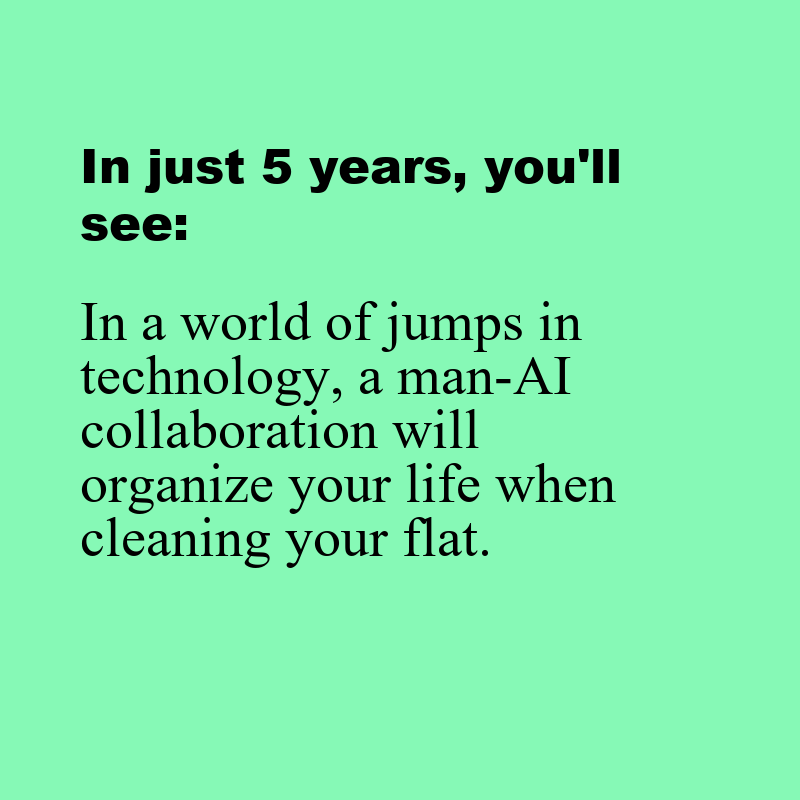 In just 5 years, you'll
see:
In a world of jumps in
technology, a man-AI
collaboration will
organize your life when
cleaning your flat.